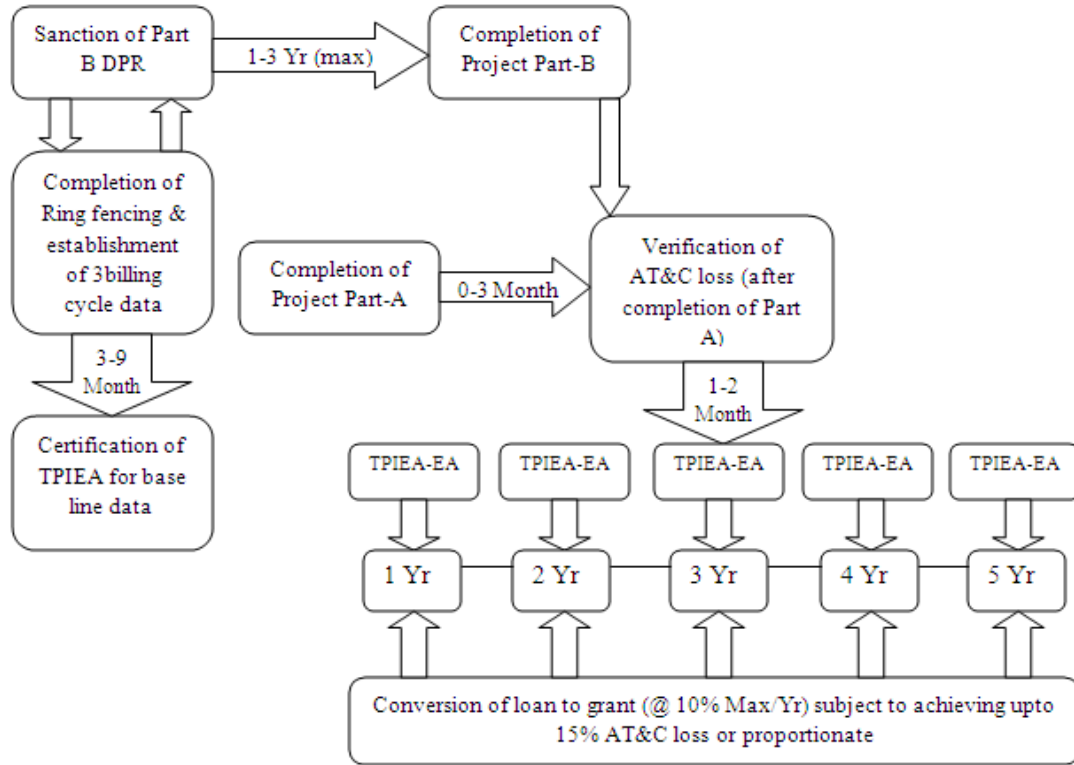 Sanction of Part
B DPR
1-3 Yr (max)
Completion of
Project Part-B
Completion of
Ring fencing &
establishment
of 3billing
cycle data
Completion of
Project Part-A
0-3 Month
Verification of
AT&C loss (after
completion of Part
A)
3-9
Month
1-2
Month
Certification of
TPIEA for base
line data
TPIEA-EA
TPIEA-EA
TPIEA-EA
TPIEA-EA
TPIEA-EA
1 Yr
2 Yr
3 Yr
4 Yr
5 Yr
Conversion of loan to grant (@ 10% Max/Yr) subject to achieving upto
15% AT&C loss or proportionate